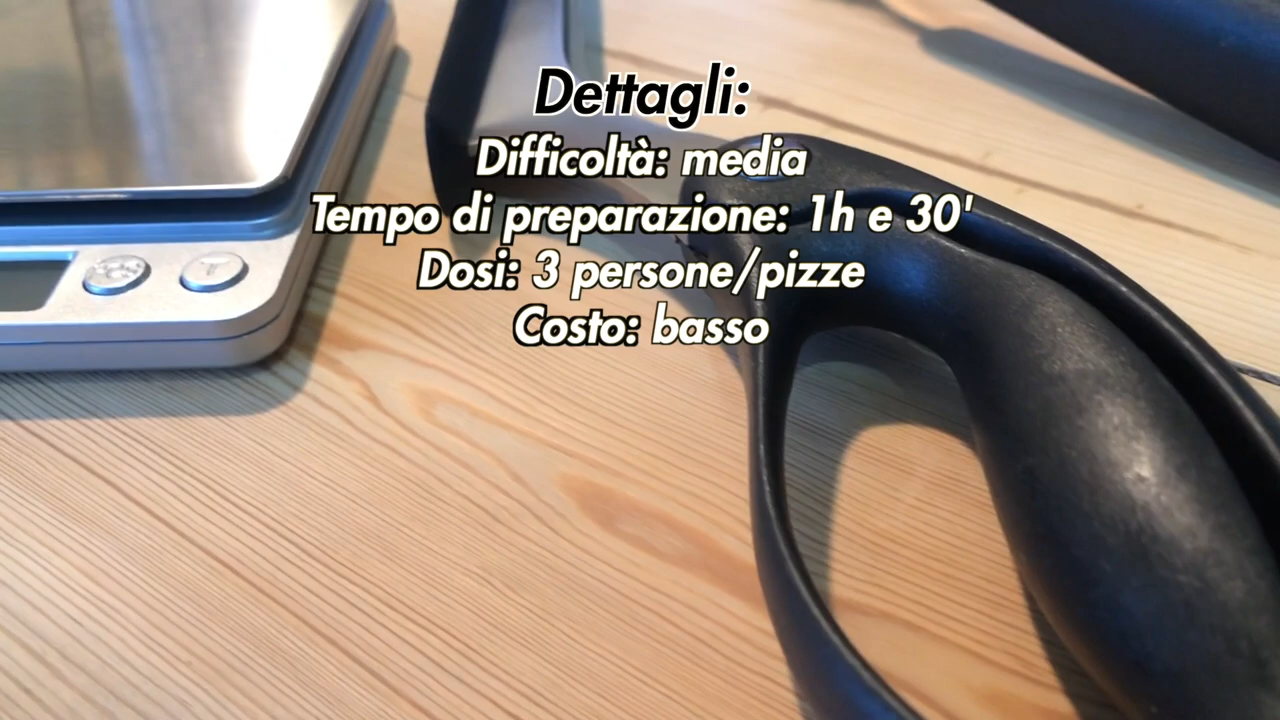 Dettagli:
Difficoltà: media
Tempo di preparazione: 1h e 30'
Dosi: 3 persone/pizze
Costo: basso
T